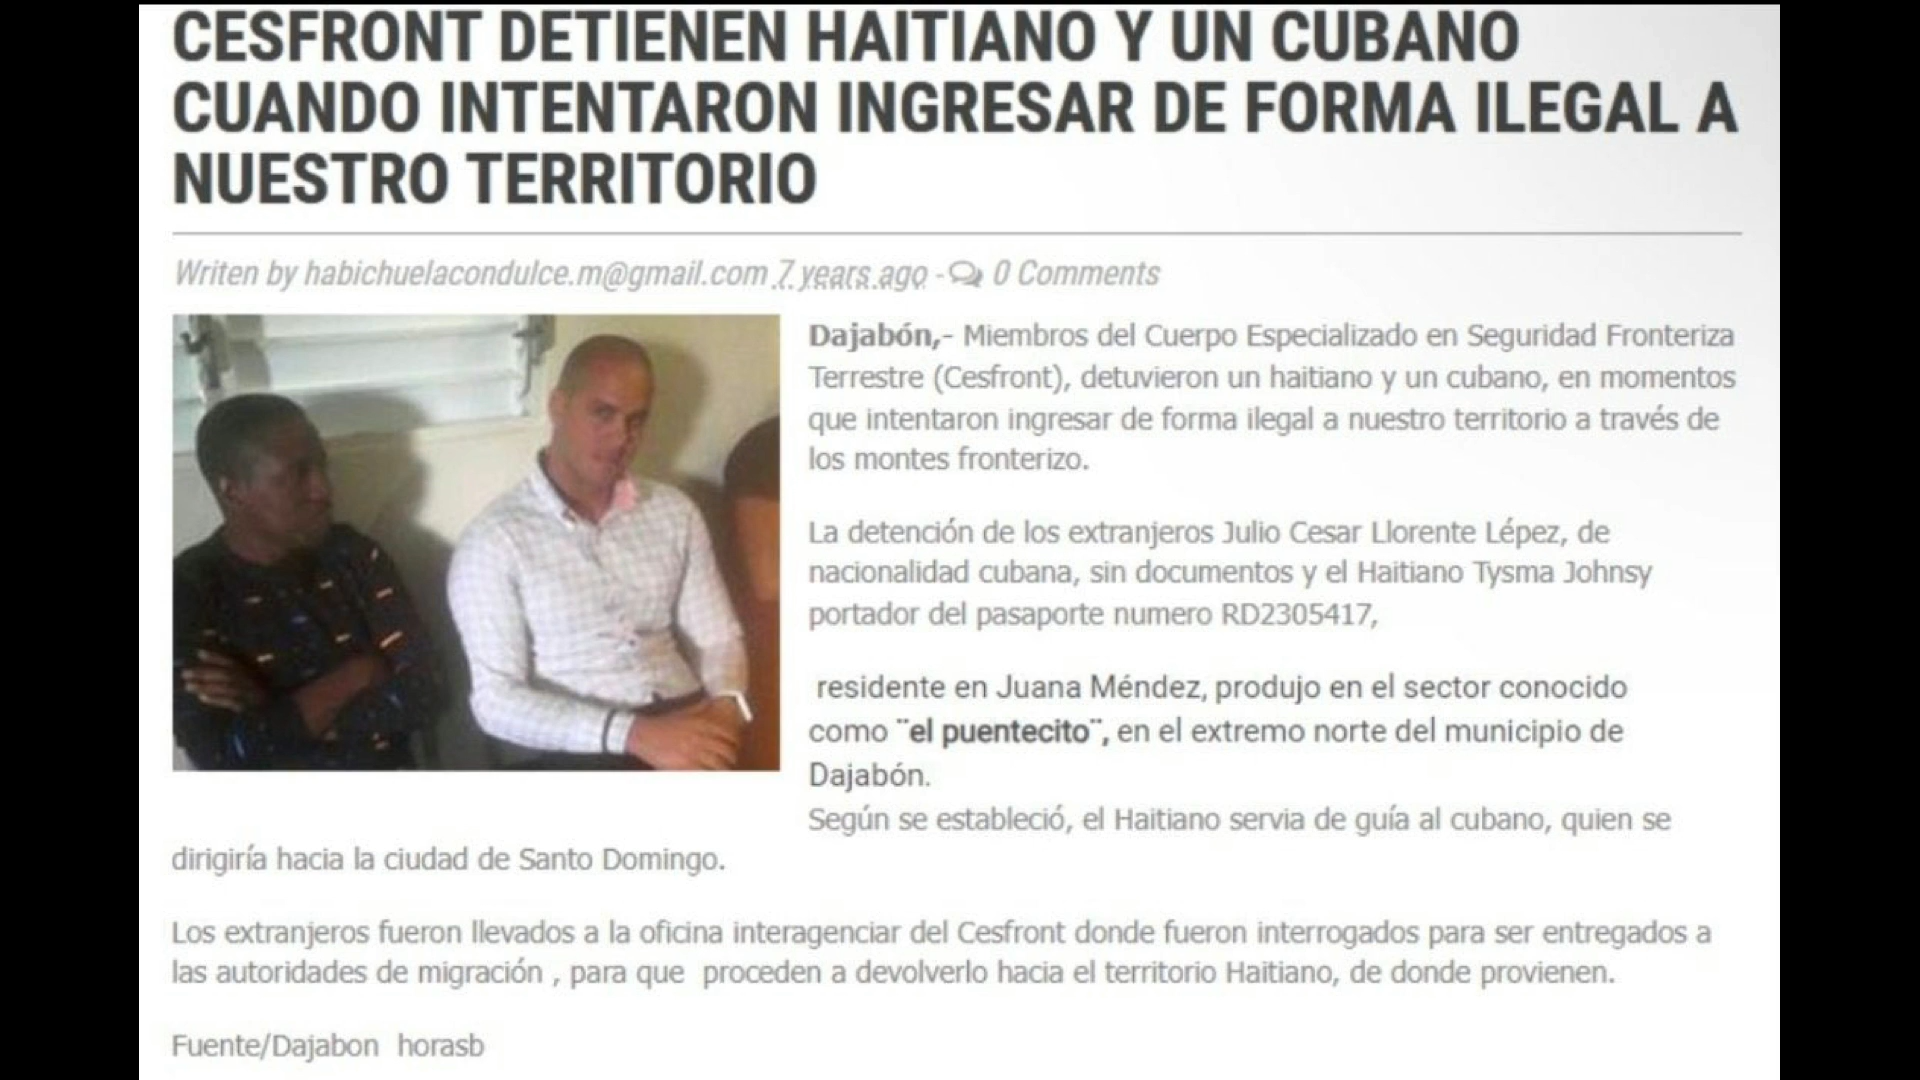 CESFRONT DETIENEN HAITIANO Y UN CUBANO
CUANDO INTENTARON INGRESAR DE FORMA ILEGAL A
NUESTRO TERRITORIO
Writen by habichuelacondulce.m@gmail.com 7 years ago - 0 Comments
Dajabón,- Miembros del Cuerpo Especializado en Seguridad Fronteriza
Terrestre (Cesfront), detuvieron un haitiano y un cubano, en momentos
que intentaron ingresar de forma ilegal a nuestro territorio a través de
los montes fronterizo.
La detención de los extranjeros Julio Cesar Llorente Lépez, de
nacionalidad cubana, sin documentos y el Haitiano Tysma Johnsy
portador del pasaporte numero RD2305417,
residente en Juana Méndez, produjo en el sector conocido
como ¨el puentecito¨, en el extremo norte del municipio de
Dajabón.
Según se estableció, el Haitiano servia de guía al cubano, quien se
dirigiría hacia la ciudad de Santo Domingo.
Los extranjeros fueron llevados a la oficina interagenciar del Cesfront donde fueron interrogados para ser entregados a
las autoridades de migración , para que proceden a devolverlo hacia el territorio Haitiano, de donde provienen.
Fuente/Dajabon horasb